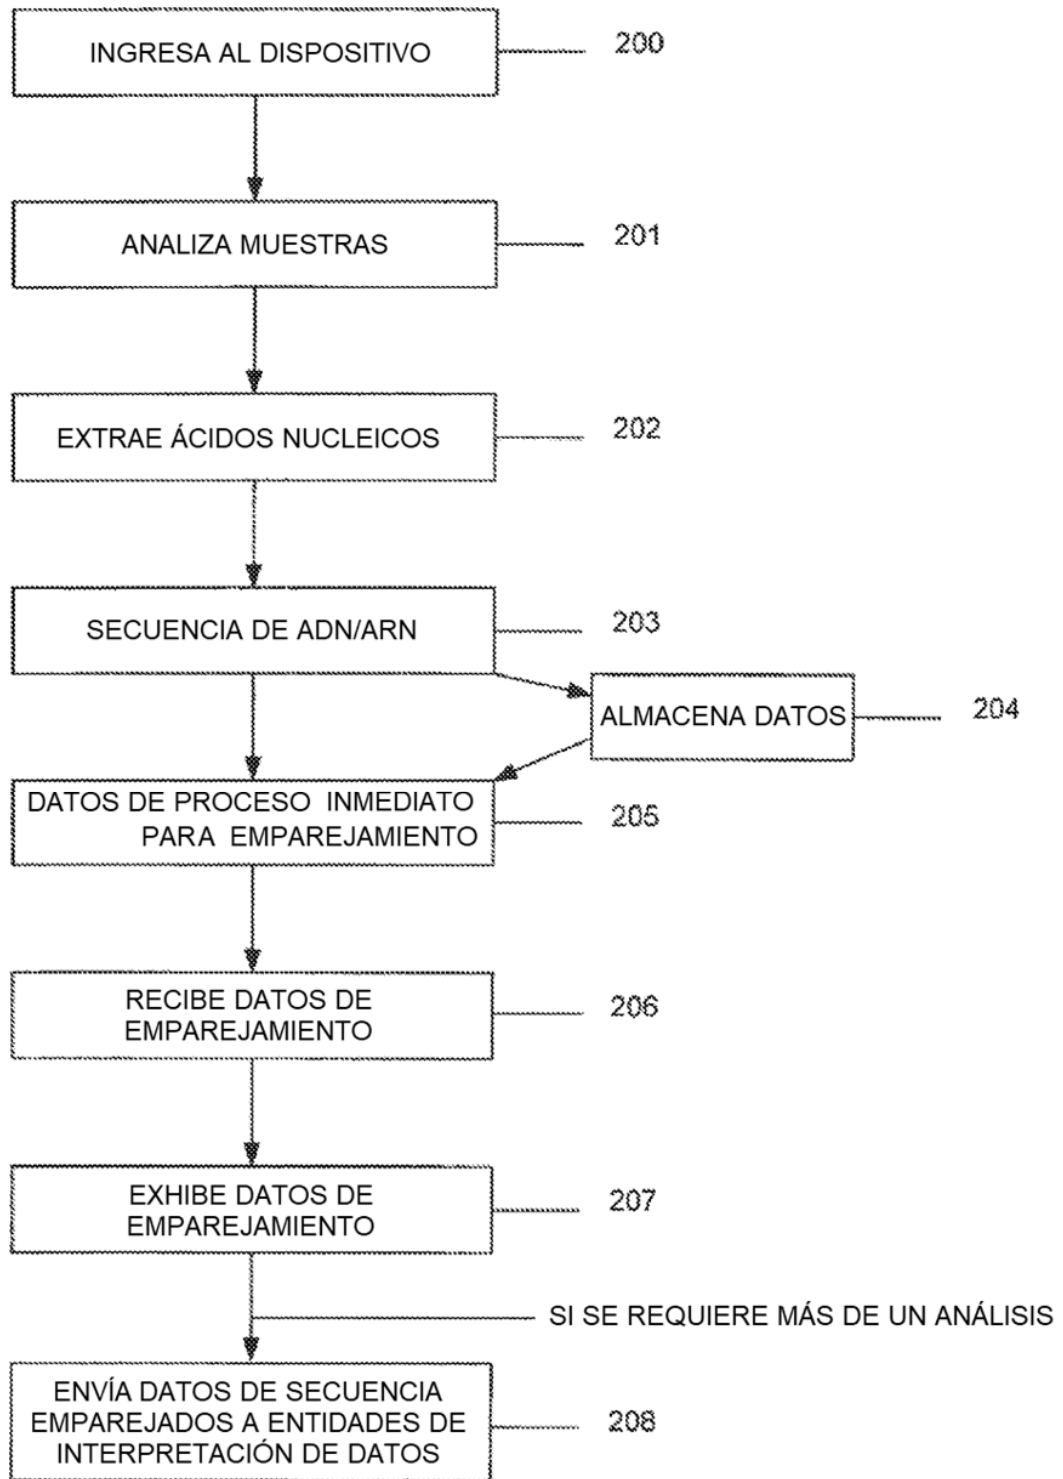 INGRESA AL DISPOSITIVO
200
ANALIZA MUESTRAS
201
EXTRAE ÁCIDOS NUCLEICOS
202
SECUENCIA DE ADN/ARN
203
ALMACENA DATOS
204
DATOS DE PROCESO INMEDIATO
PARA EMPAREJAMIENTO
205
RECIBE DATOS DE
EMPAREJAMIENTO
206
EXHIBE DATOS DE
EMPAREJAMIENTO
207
SI SE REQUIERE MÁS DE UN ANÁLISIS
ENVÍA DATOS DE SECUENCIA
EMPAREJADOS A ENTIDADES DE
INTERPRETACIÓN DE DATOS
208